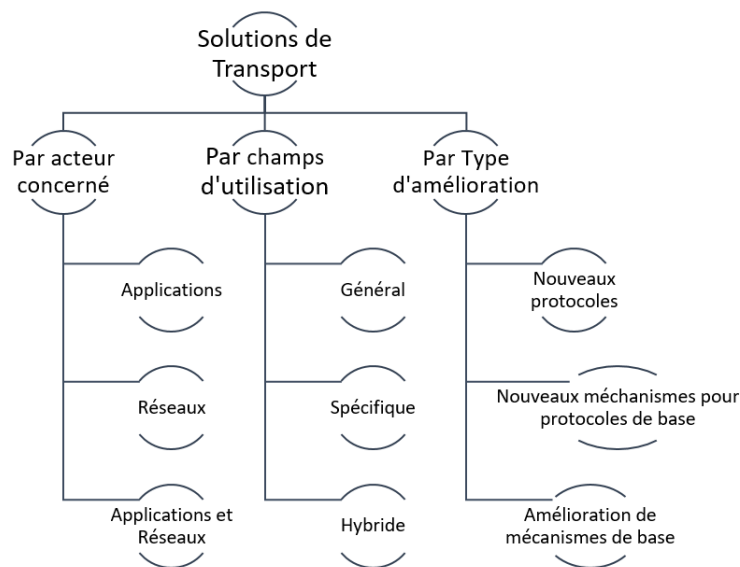 Solutions de
Transport
Par acteur
concerné
Par champs
d'utilisation
Par Type
d'amélioration
Applications
Réseaux
Applications et
Réseaux
Général
Spécifique
Hybride
Nouveaux
protocoles
Nouveaux méchanismes pour
protocoles de base
Amélioration de
mécanismes de base